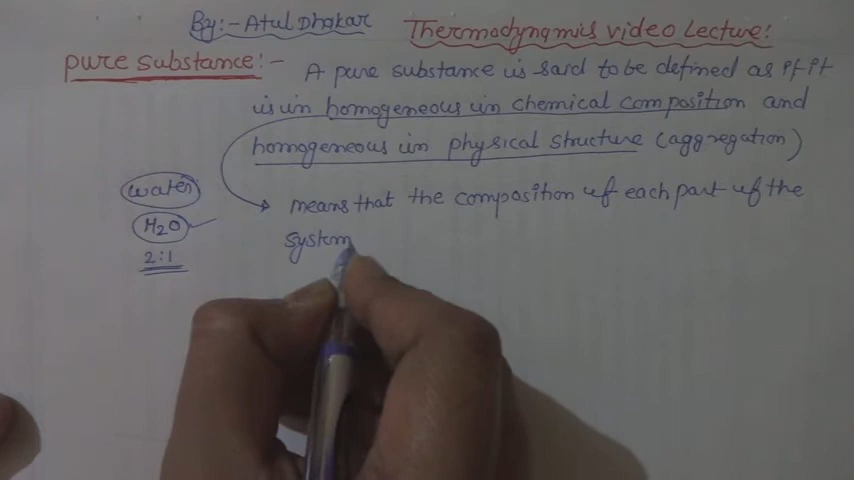 By:- Atul Dhakar
Thermodynamics video Lecture:
pure substance:- A pure substance is said to be defined as if it
is in homogeneous in chemical composition and
homogeneous in physical structure (aggregation)
water
H2O
2:1
means that the composition of each part of the
system